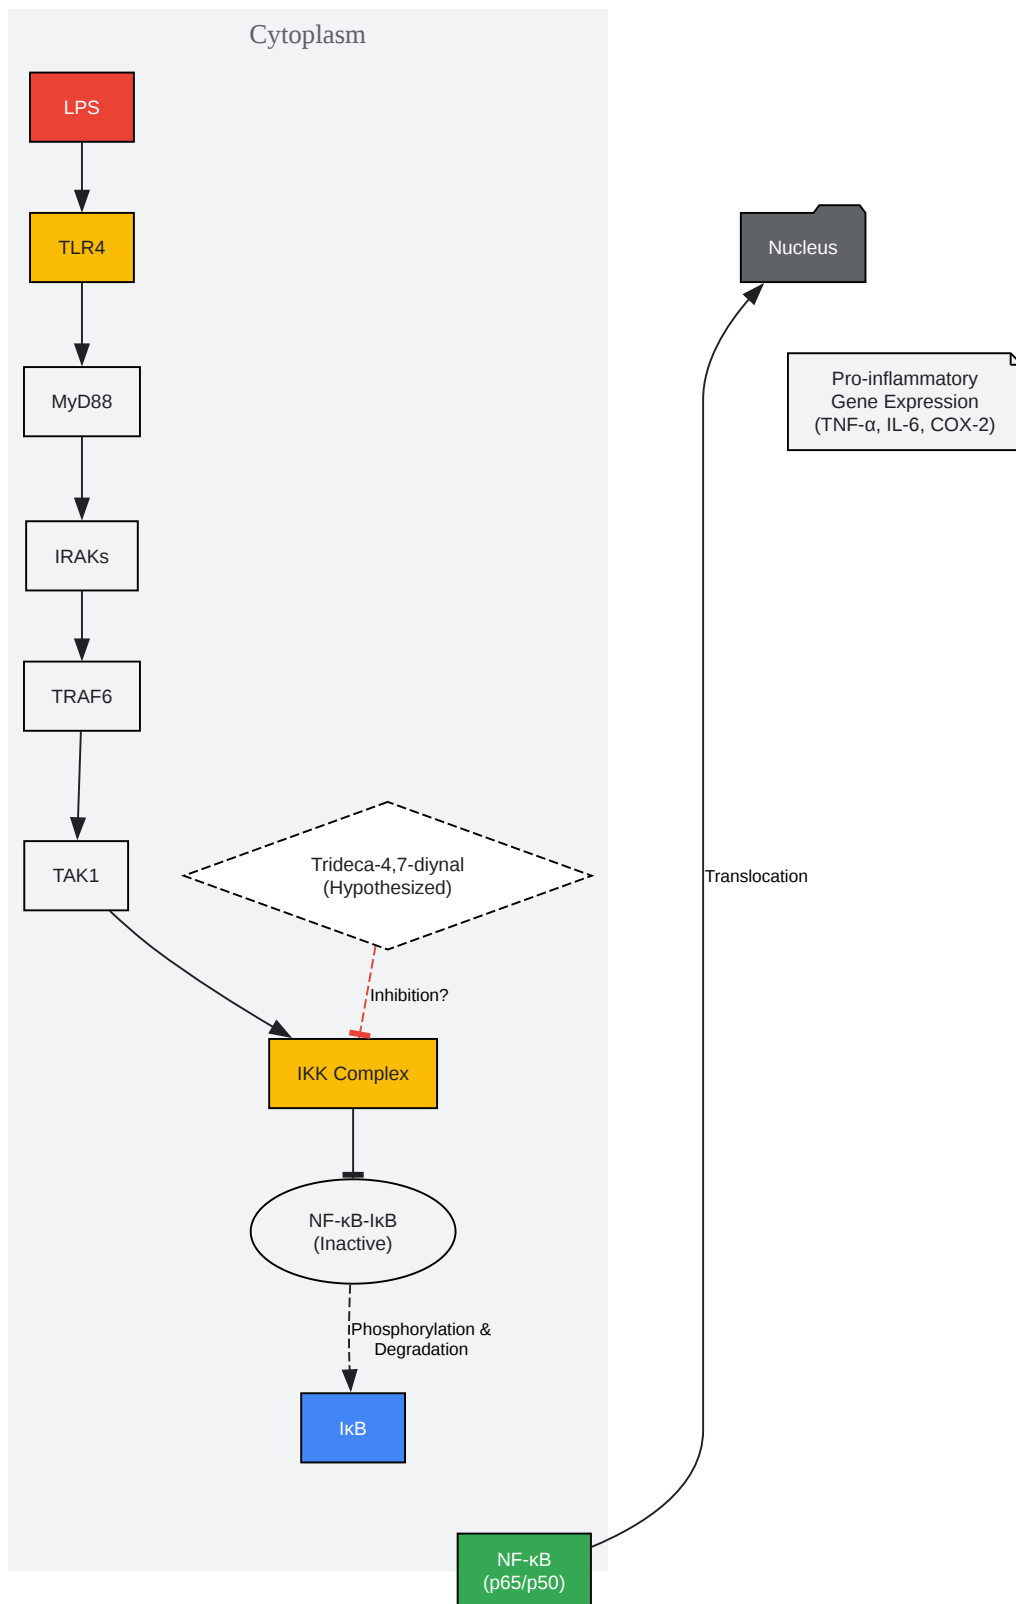 Cytoplasm
LPS
TLR4
Nucleus
MyD88
Pro-inflammatory
Gene Expression
(TNF-α, IL-6, COX-2)
IRAKs
TRAF6
TAK1
Trideca-4,7-diynal
(Hypothesized)
Translocation
Inhibition?
IKK Complex
NF-κB-IκB
(Inactive)
Phosphorylation &
Degradation
IκB
NF-κB
(p65/p50)